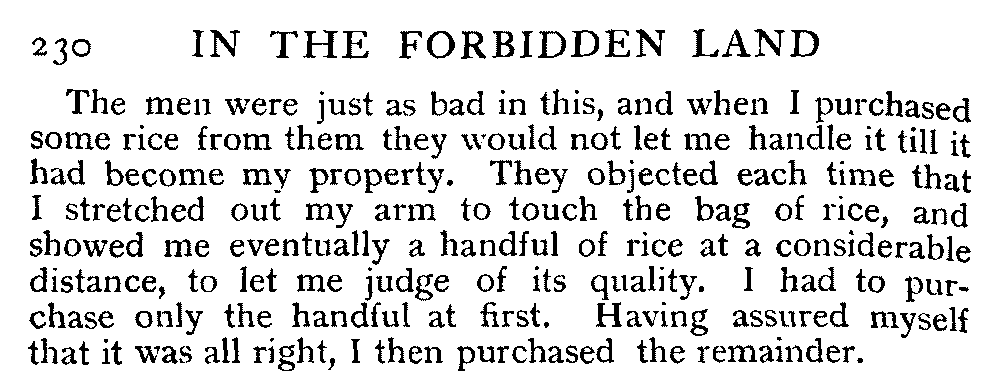 230 IN THE FORBIDDEN LAND
The men were just as bad in this, and when I purchased
some rice from them they would not let me handle it till it
had become my property. They objected each time that
I stretched out my arm to touch the bag of rice, and
showed me eventually a handful of rice at a considerable
distance, to let me judge of its quality. I had to pur-
chase only the handful at first. Having assured myself
that it was all right, I then purchased the remainder.